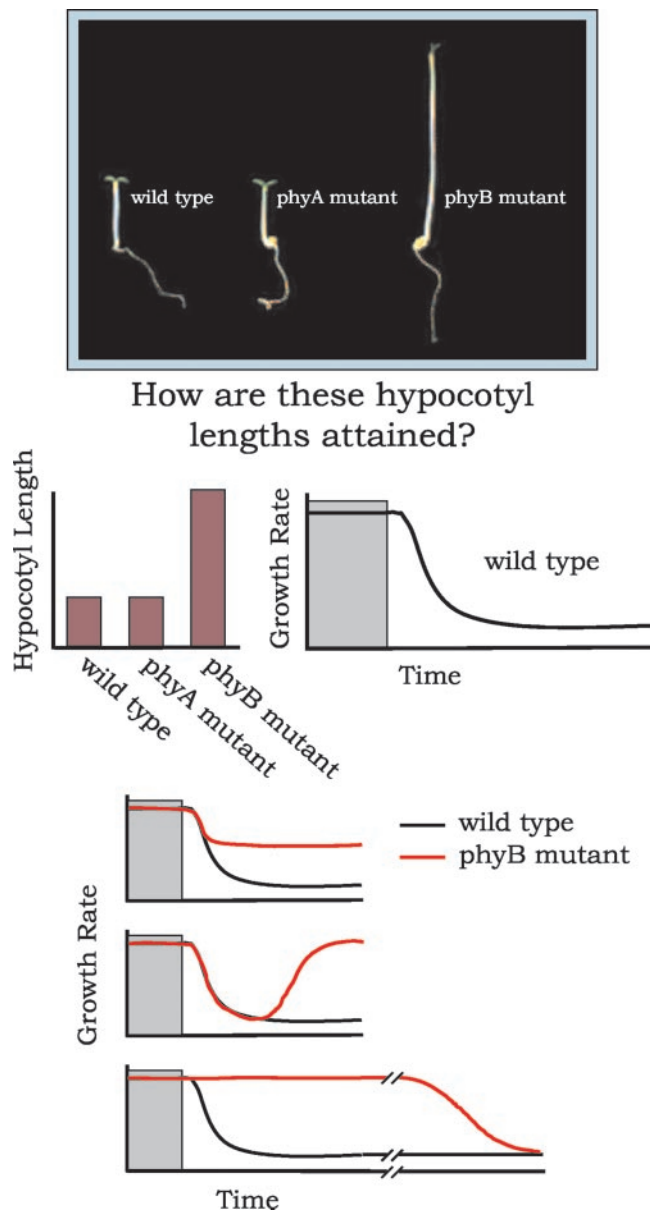 wild type
phyA mutant
phyB mutant
How are these hypocotyl
lengths attained?
Hypocotyl Length
wild type
phyA mutant
phyB mutant
Growth Rate
wild type
Time
wild type
phyB mutant
Growth Rate
Time